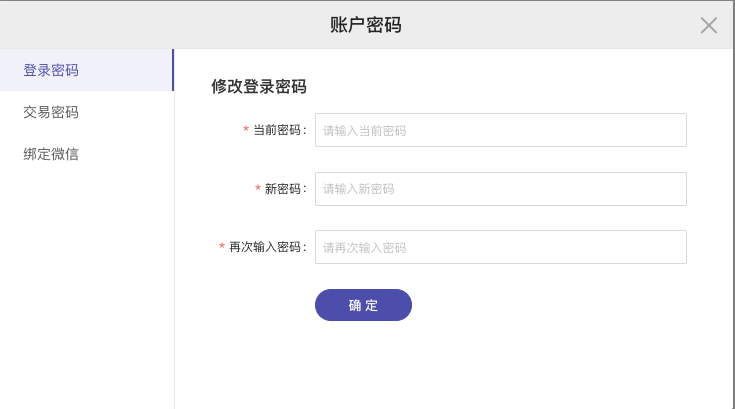 账户密码
登录密码
交易密码
绑定微信
修改登录密码
* 当前密码：
请输入当前密码
* 新密码：
请输入新密码
* 再次输入密码：
请再次输入密码
确 定